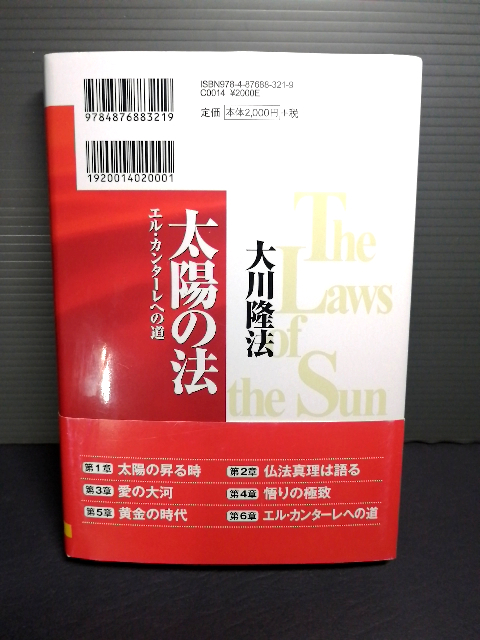 ISBN978-4-87688-321-9
C0014 ¥2000E
定価 本体2,000円 +税
9784876883219
1920014020001
太陽の法
エル・カンターレへの道
大川隆法
The
Laws
of
the Sun
第1章 太陽の昇る時
第2章 仏法真理は語る
第3章 愛の大河
第4章 悟りの極致
第5章 黄金の時代
第6章 エル・カンターレへの道